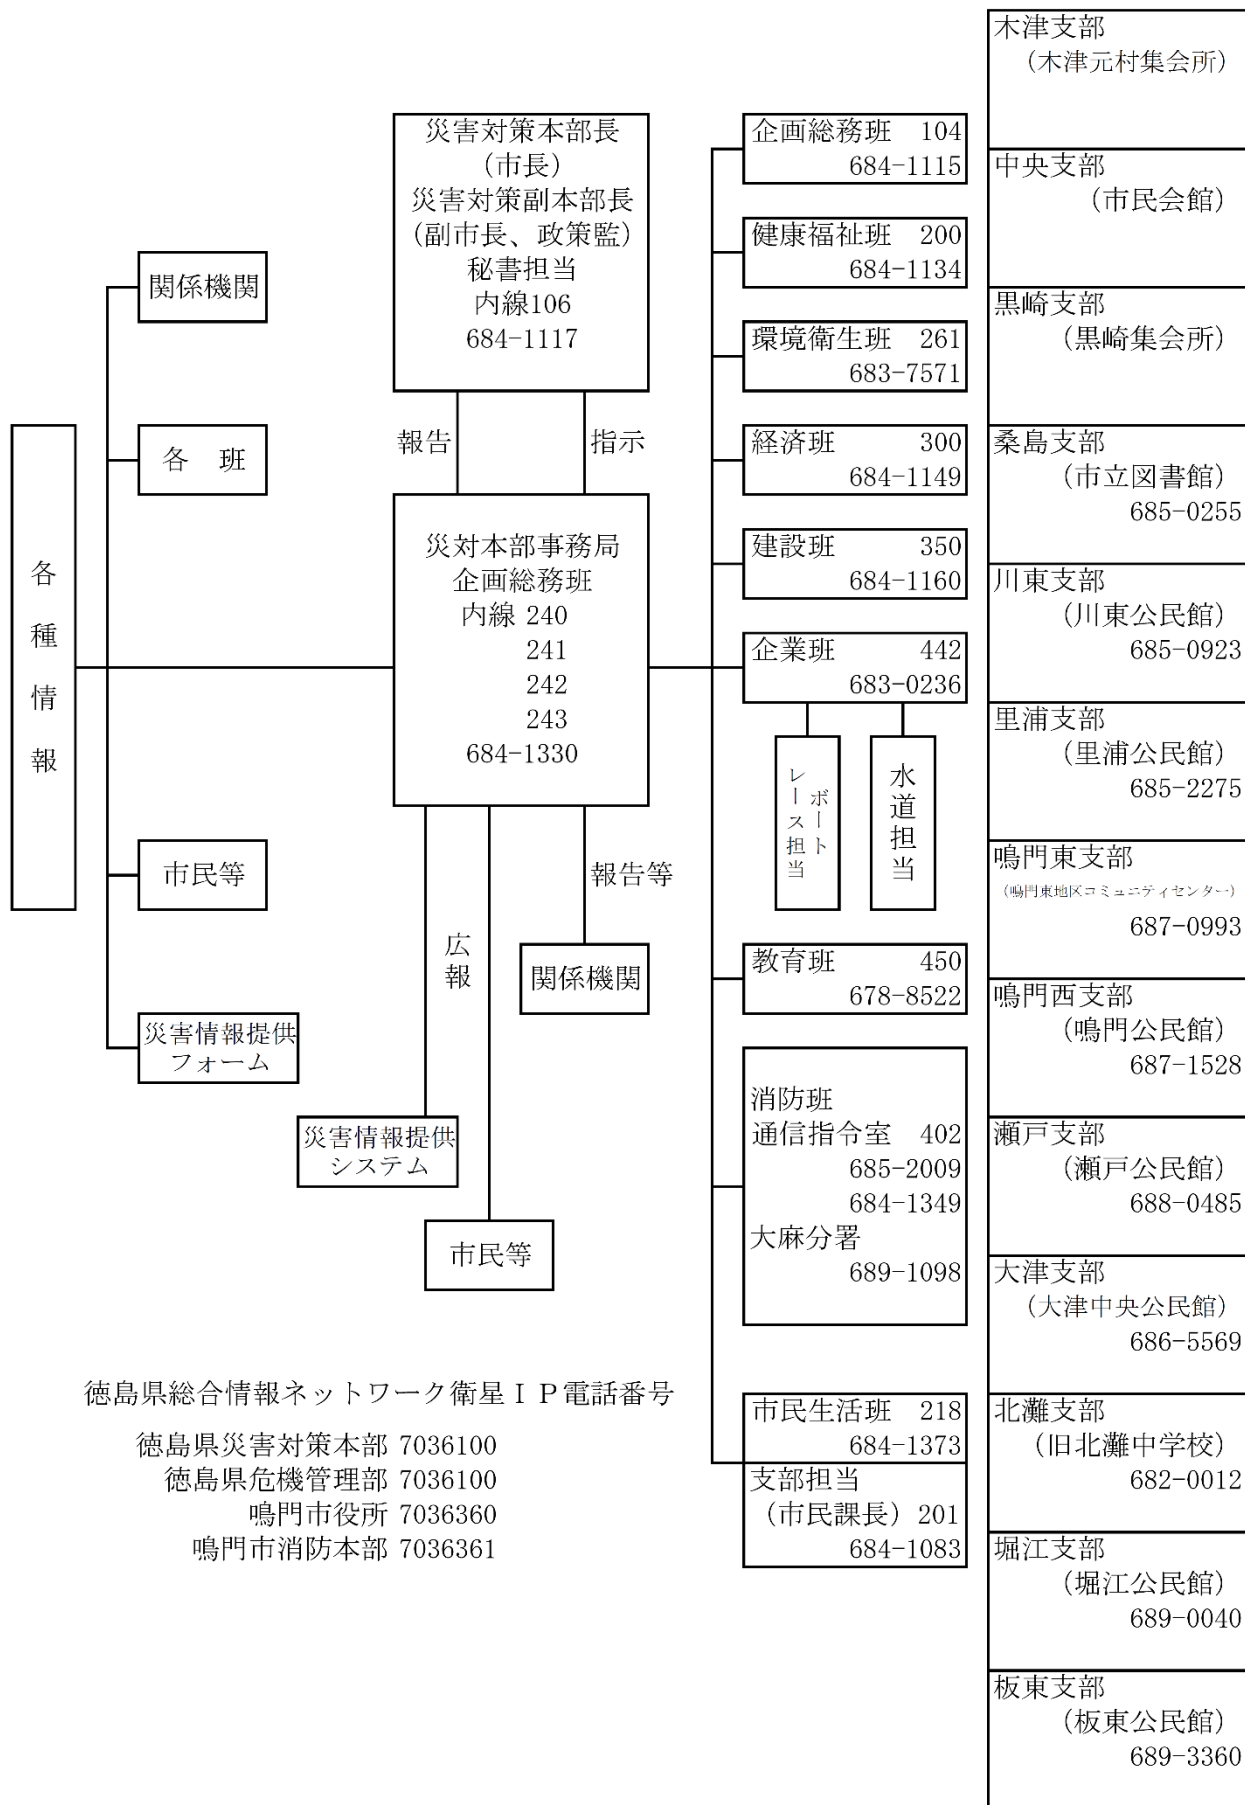 各種情報
関係機関
各　班
市民等
災害情報提供
フォーム
災害対策本部長
（市長）
災害対策副本部長
（副市長、政策監）
秘書担当
内線106
684-1117
報告
指示
災対本部事務局
企画総務班
内線 240
241
242
243
684-1330
広報
報告等
関係機関
災害情報提供
システム
市民等
企画総務班　104
684-1115
健康福祉班　200
684-1134
環境衛生班　261
683-7571
経済班　300
684-1149
建設班　350
684-1160
企業班　442
683-0236
ボート
レース担当
水道担当
教育班　450
678-8522
消防班
通信指令室　402
685-2009
684-1349
大麻分署
689-1098
市民生活班　218
684-1373
支部担当
（市民課長）201
684-1083
木津支部
（木津元村集会所）
中央支部
（市民会館）
黒崎支部
（黒崎集会所）
桑島支部
（市立図書館）
685-0255
川東支部
（川東公民館）
685-0923
里浦支部
（里浦公民館）
685-2275
鳴門東支部
（鳴門東地区コミュニティセンター）
687-0993
鳴門西支部
（鳴門公民館）
687-1528
瀬戸支部
（瀬戸公民館）
688-0485
大津支部
（大津中央公民館）
686-5569
北灘支部
（旧北灘中学校）
682-0012
堀江支部
（堀江公民館）
689-0040
板東支部
（板東公民館）
689-3360
徳島県総合情報ネットワーク衛星ＩＰ電話番号
徳島県災害対策本部 7036100
徳島県危機管理部 7036100
鳴門市役所 7036360
鳴門市消防本部 7036361